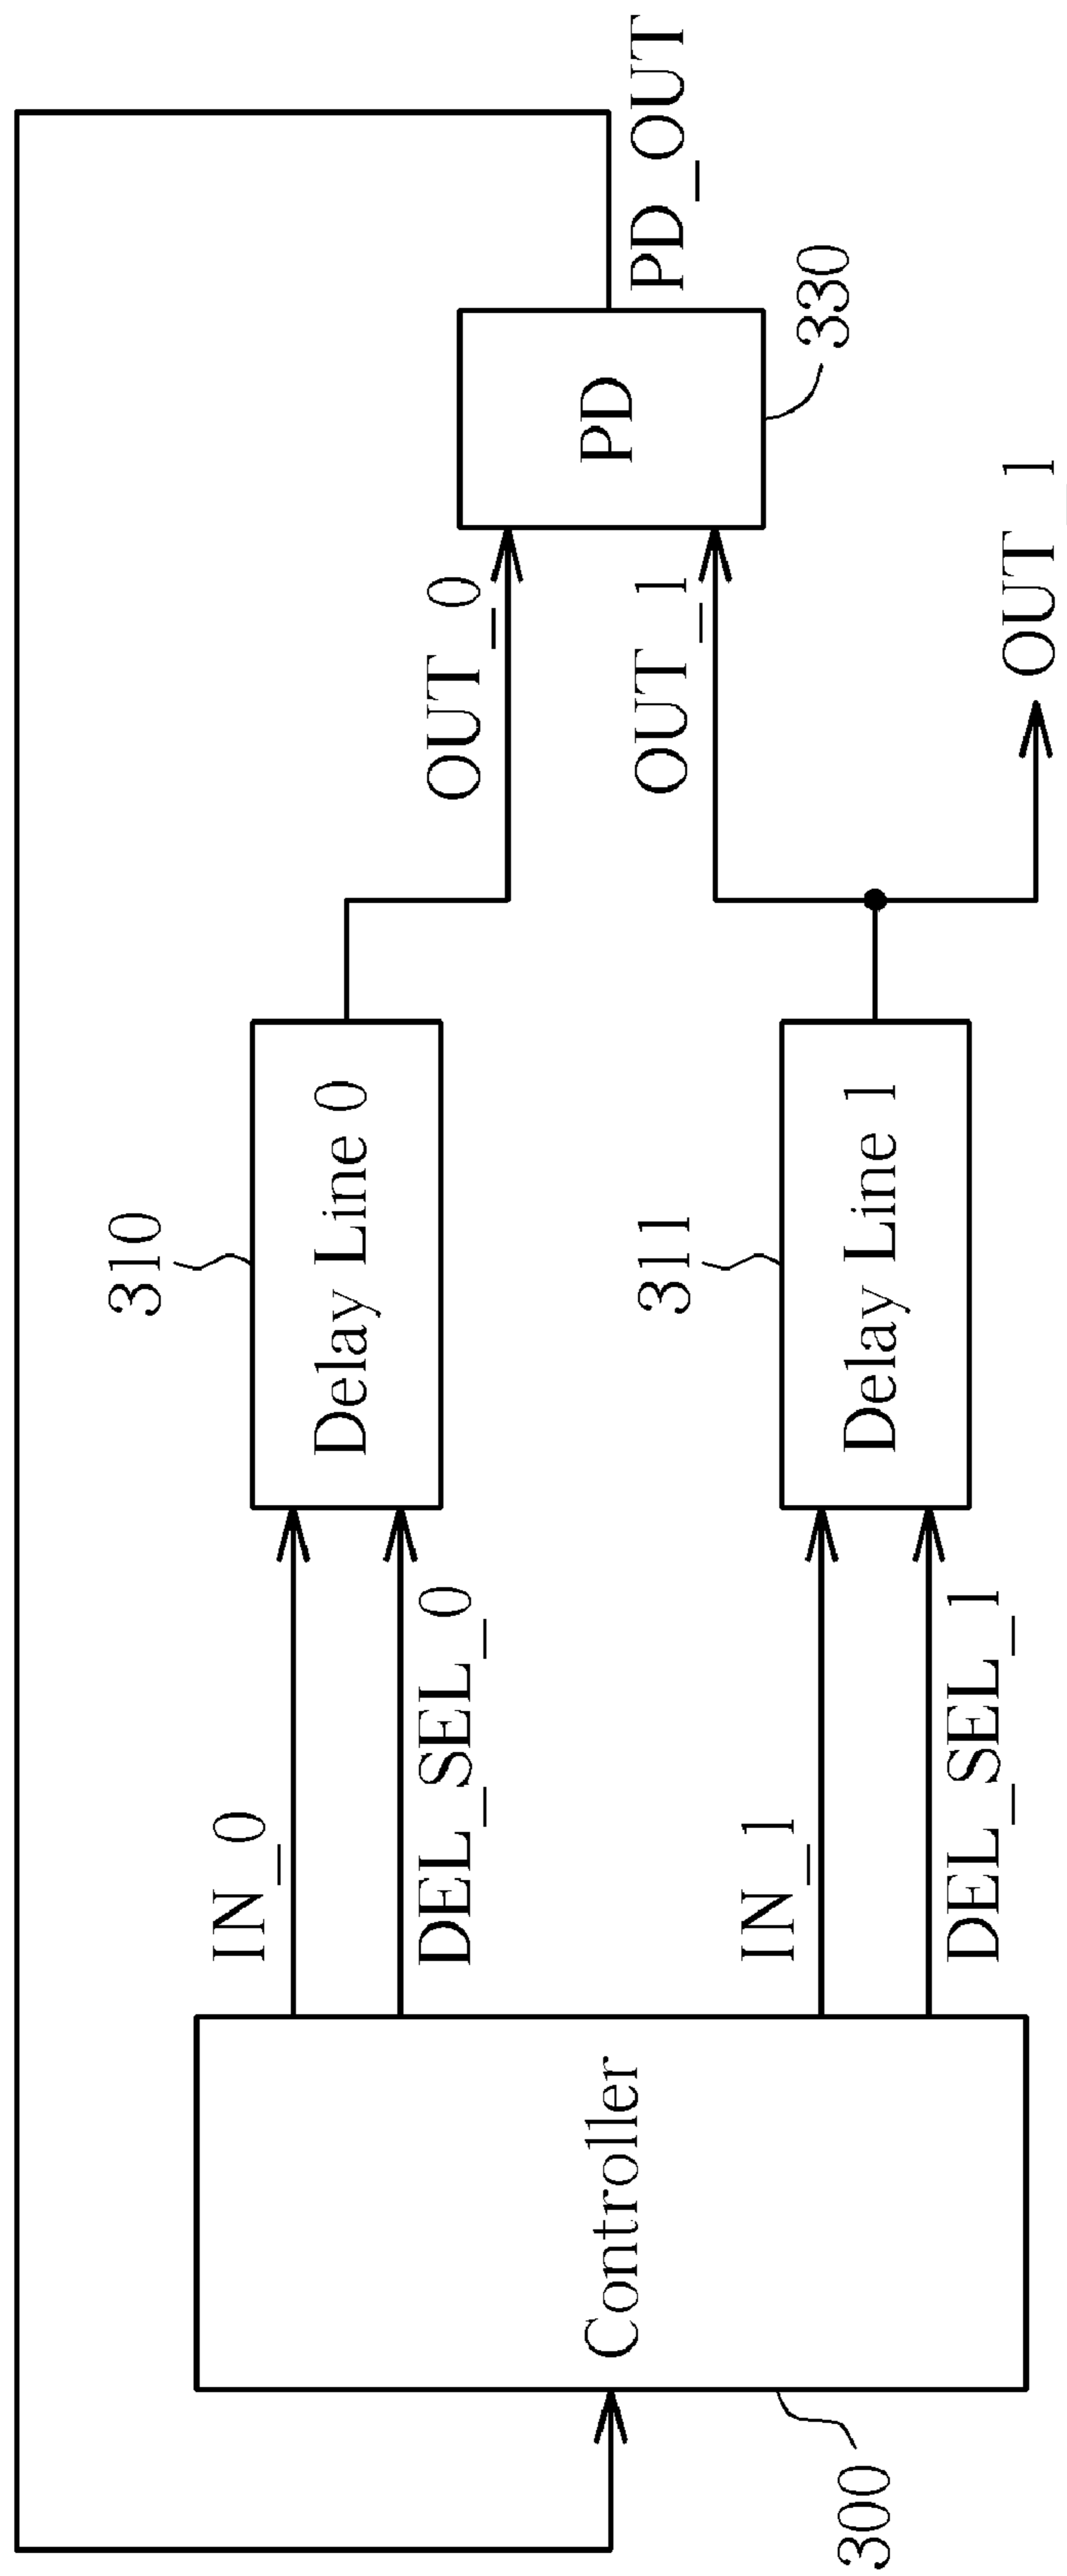 310
IN_0
Delay Line 0
DEL_SEL_0
OUT_0
PD_OUT
PD
Controller
OUT_1
311
IN_1
Delay Line 1
330
300
DEL_SEL_1
OUT_1